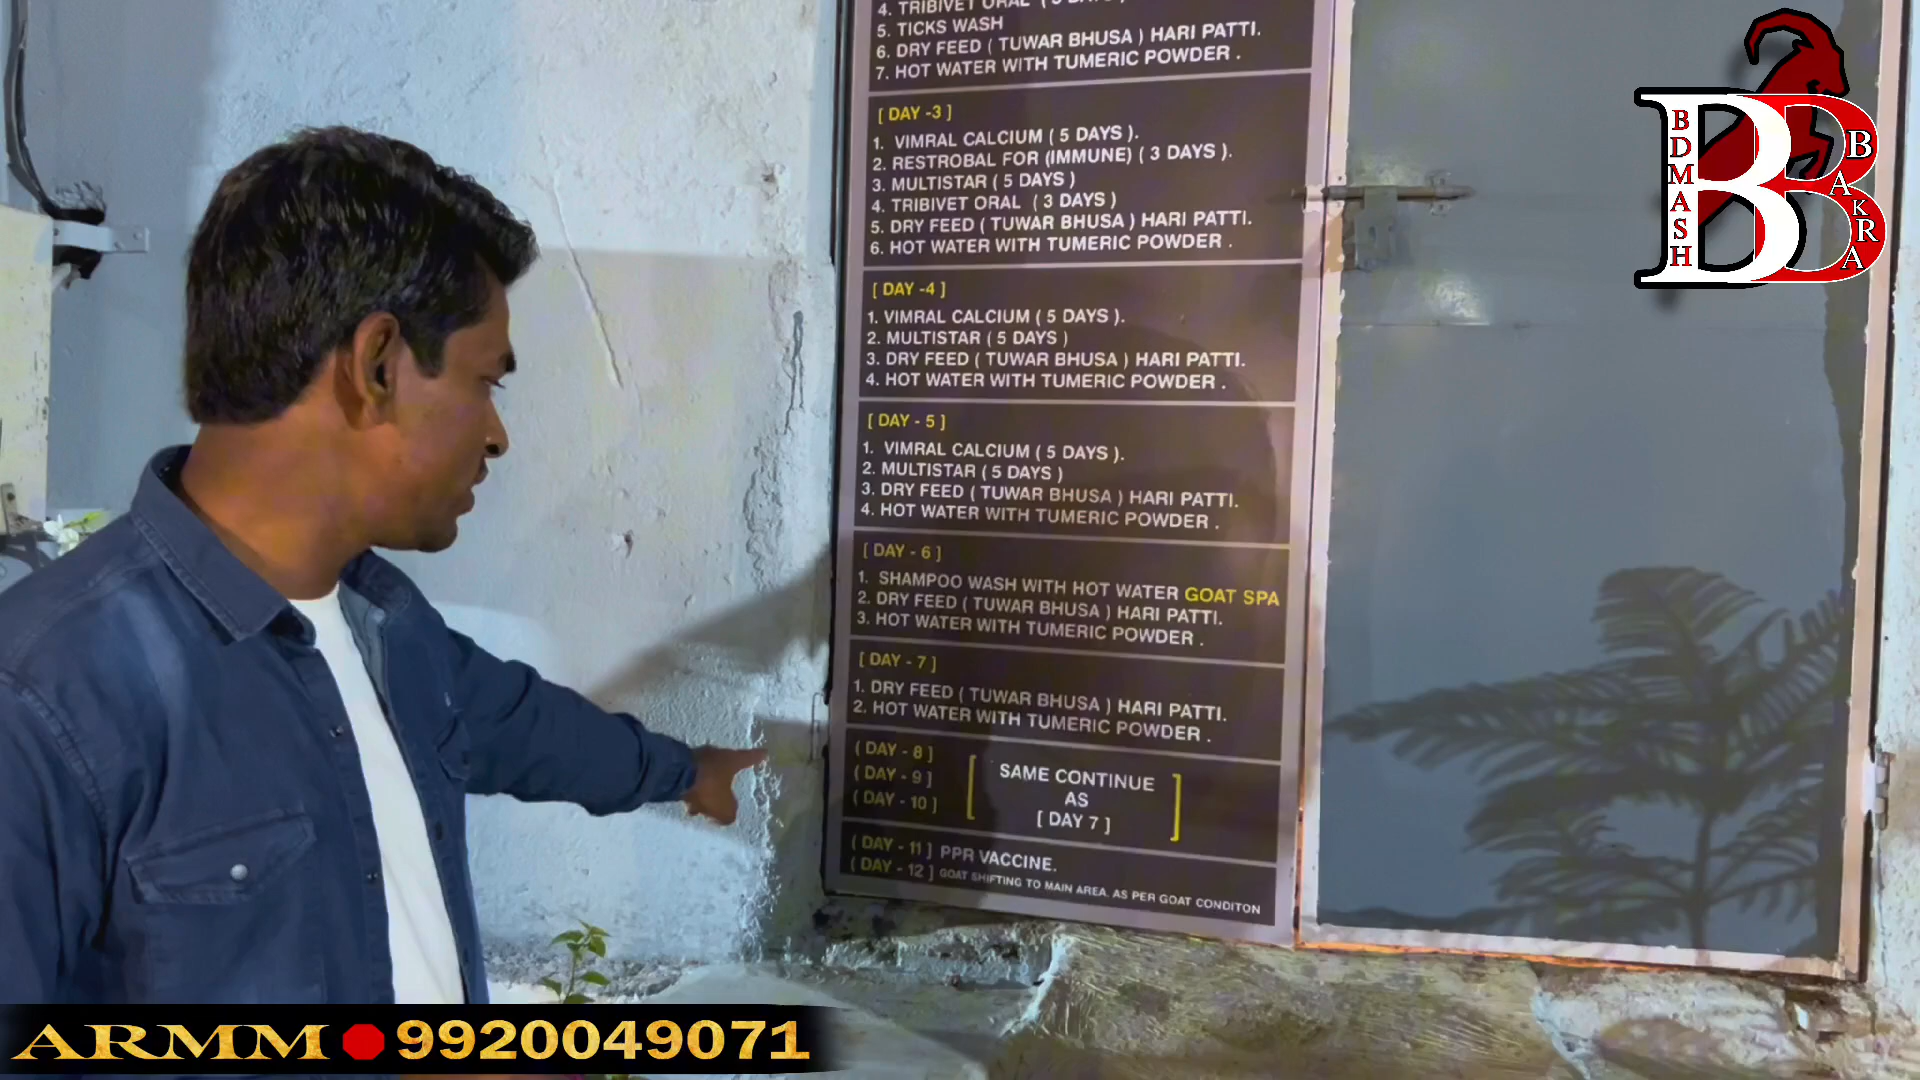 4. TRIBIVET ORAL ( 3 DAYS )
5. TICKS WASH
6. DRY FEED ( TUWAR BHUSA ) HARI PATTI.
7. HOT WATER WITH TUMERIC POWDER .
[ DAY -3 ]
1. VIMRAL CALCIUM ( 5 DAYS ).
2. RESTROBAL FOR (IMMUNE) ( 3 DAYS ).
3. MULTISTAR ( 5 DAYS )
4. TRIBIVET ORAL ( 3 DAYS )
5. DRY FEED ( TUWAR BHUSA ) HARI PATTI.
6. HOT WATER WITH TUMERIC POWDER .
[ DAY -4 ]
1. VIMRAL CALCIUM ( 5 DAYS ).
2. MULTISTAR ( 5 DAYS )
3. DRY FEED ( TUWAR BHUSA ) HARI PATTI.
4. HOT WATER WITH TUMERIC POWDER .
[ DAY - 5 ]
1. VIMRAL CALCIUM ( 5 DAYS ).
2. MULTISTAR ( 5 DAYS )
3. DRY FEED ( TUWAR BHUSA ) HARI PATTI.
4. HOT WATER WITH TUMERIC POWDER .
[ DAY - 6 ]
1. SHAMPOO WASH WITH HOT WATER GOAT SPA
2. DRY FEED ( TUWAR BHUSA ) HARI PATTI.
3. HOT WATER WITH TUMERIC POWDER .
[ DAY - 7 ]
1. DRY FEED ( TUWAR BHUSA ) HARI PATTI.
2. HOT WATER WITH TUMERIC POWDER .
( DAY - 8 ]
( DAY - 9 ]
( DAY - 10 ]
SAME CONTINUE
AS
[ DAY 7 ]
( DAY - 11 ] PPR VACCINE.
( DAY - 12 ] GOAT SHIFTING TO MAIN AREA. AS PER GOAT CONDITON
BB
BDMASH
BAKRA
ARMM 9920049071